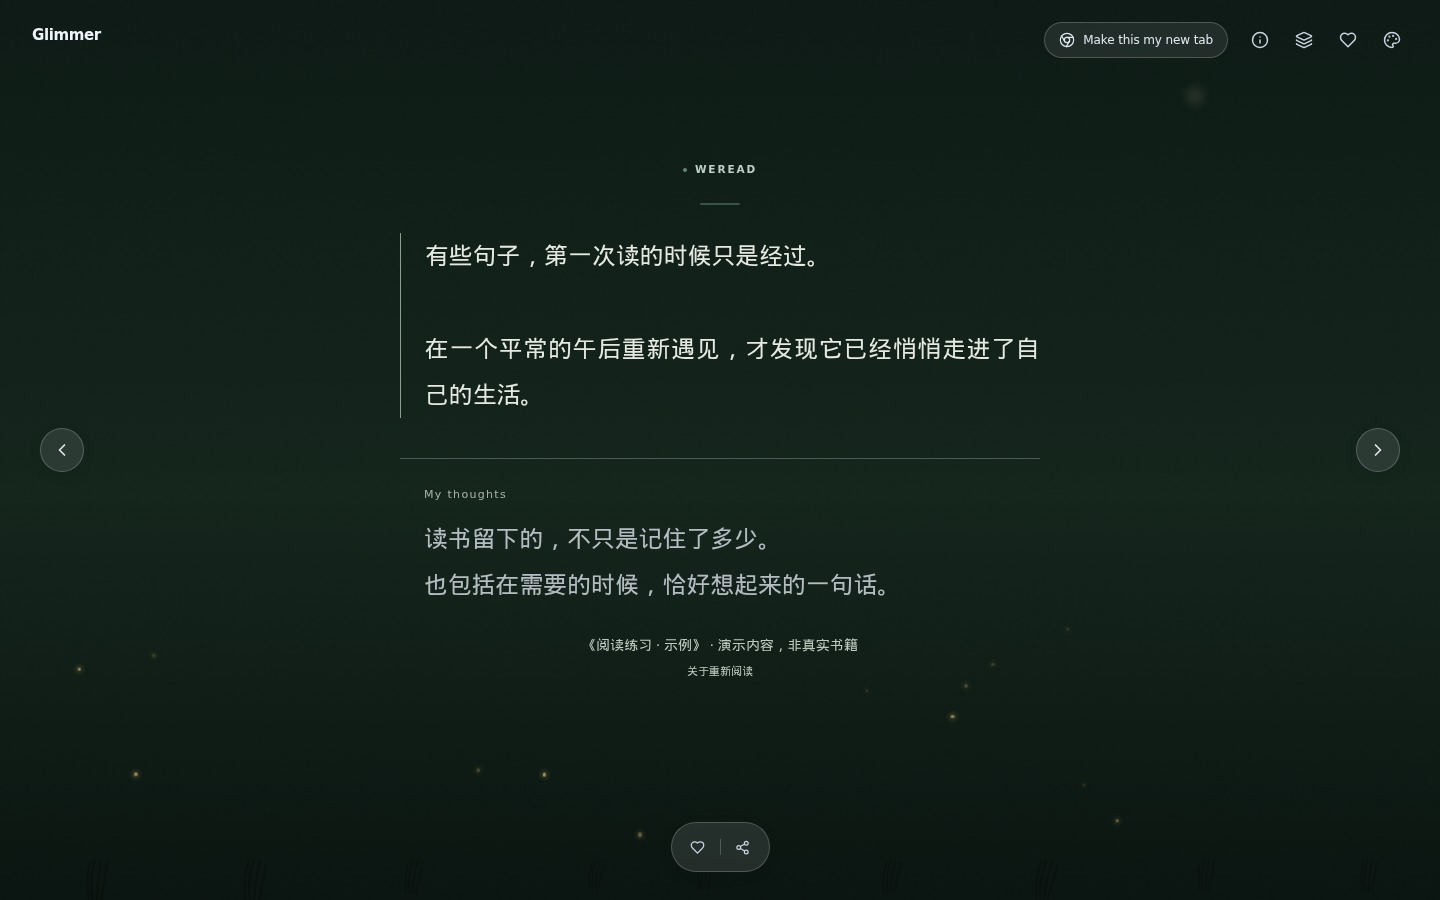 Glimmer
Make this my new tab
WEREAD
有些句子，第一次读的时候只是经过。
在一个平常的午后重新遇见，才发现它已经悄悄走进了自
己的生活。
My thoughts
读书留下的，不只是记住了多少。
也包括在需要的时候，恰好想起来的一句话。
《阅读练习 · 示例》 · 演示内容，非真实书籍
关于重新阅读